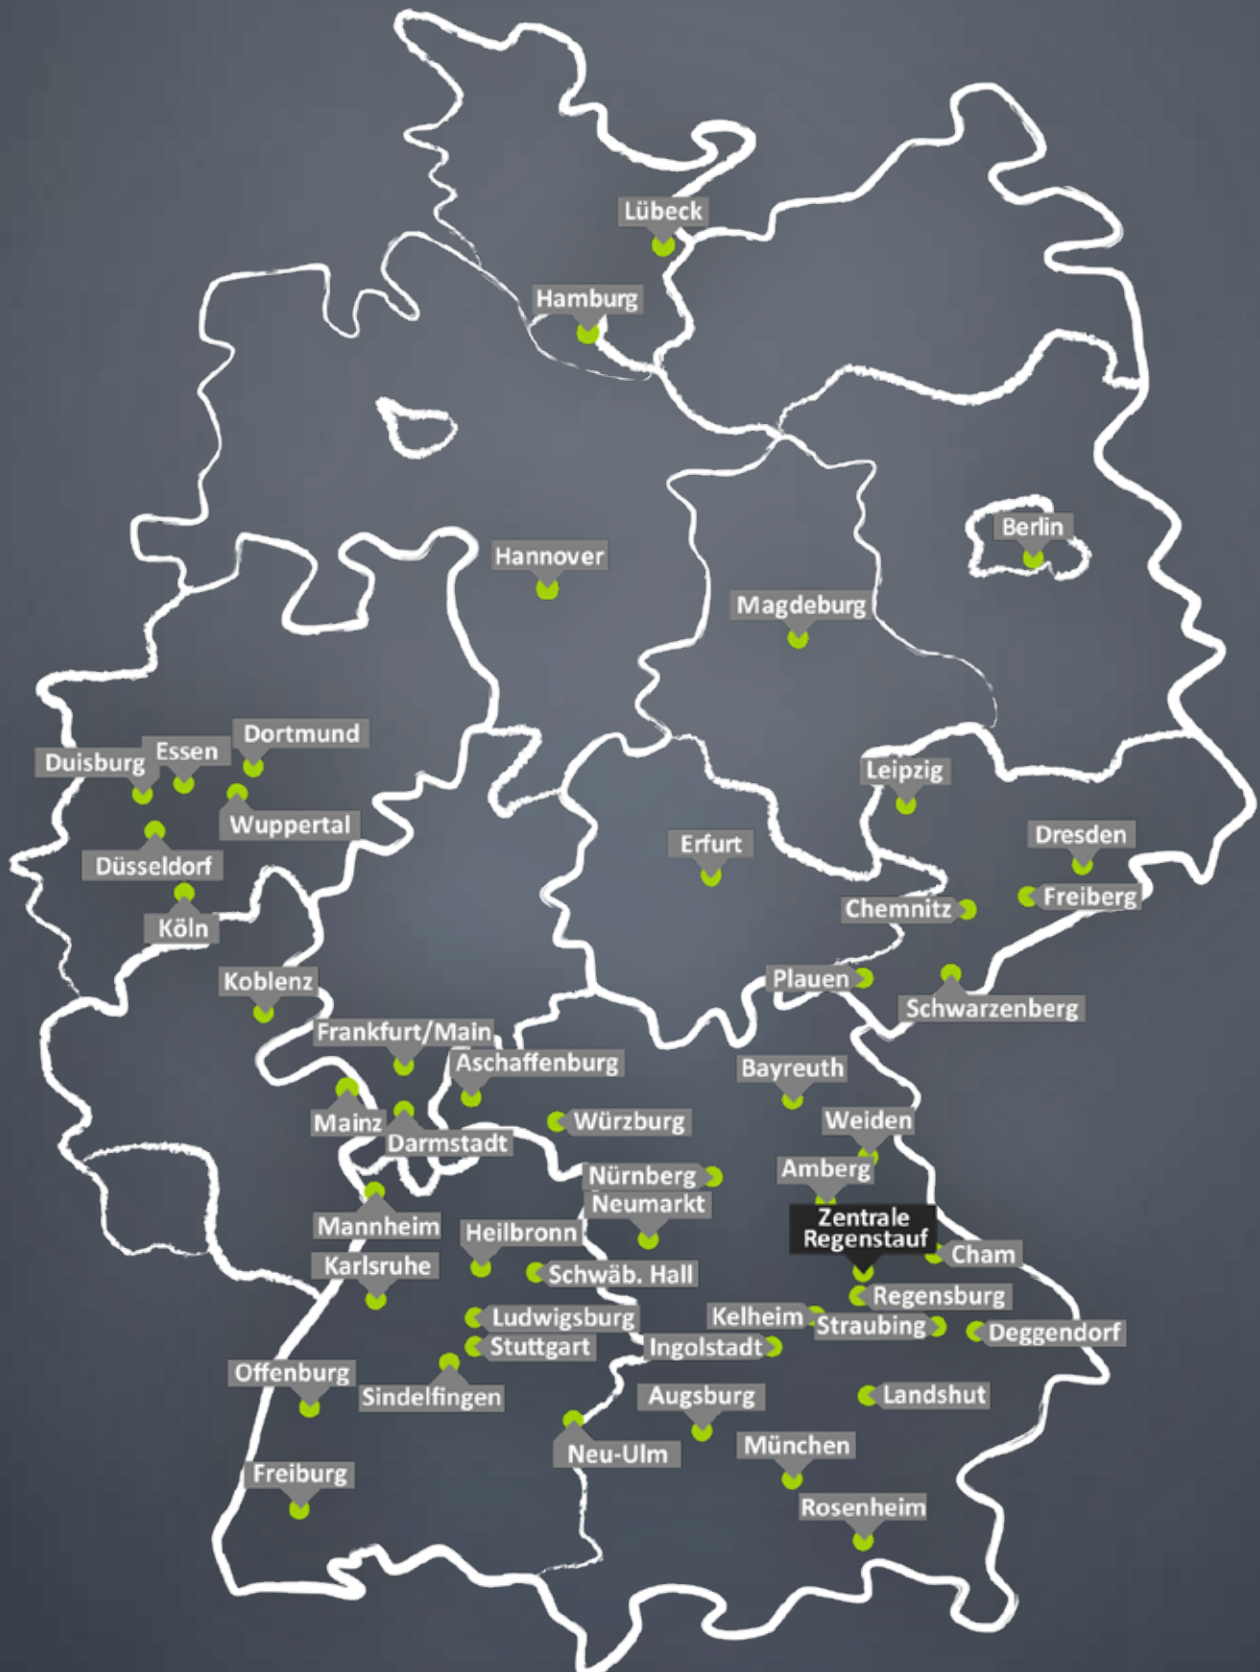 Lübeck
Hamburg
Berlin
Hannover
Magdeburg
Dortmund
Essen
Duisburg
Leipzig
Wuppertal
Dresden
Erfurt
Düsseldorf
Freiberg
Chemnitz
Köln
Plauen
Koblenz
Schwarzenberg
Frankfurt/Main
Aschaffenburg
Bayreuth
Mainz
Würzburg
Weiden
Darmstadt
Amberg
Nürnberg
Neumarkt
Zentrale
Regenstauf
Mannheim
Heilbronn
Cham
Karlsruhe
Schwäb. Hall
Regensburg
Ludwigsburg
Kelheim
Straubing
Deggendorf
Stuttgart
Ingolstadt
Offenburg
Sindelfingen
Augsburg
Landshut
München
Neu-Ulm
Freiburg
Rosenheim